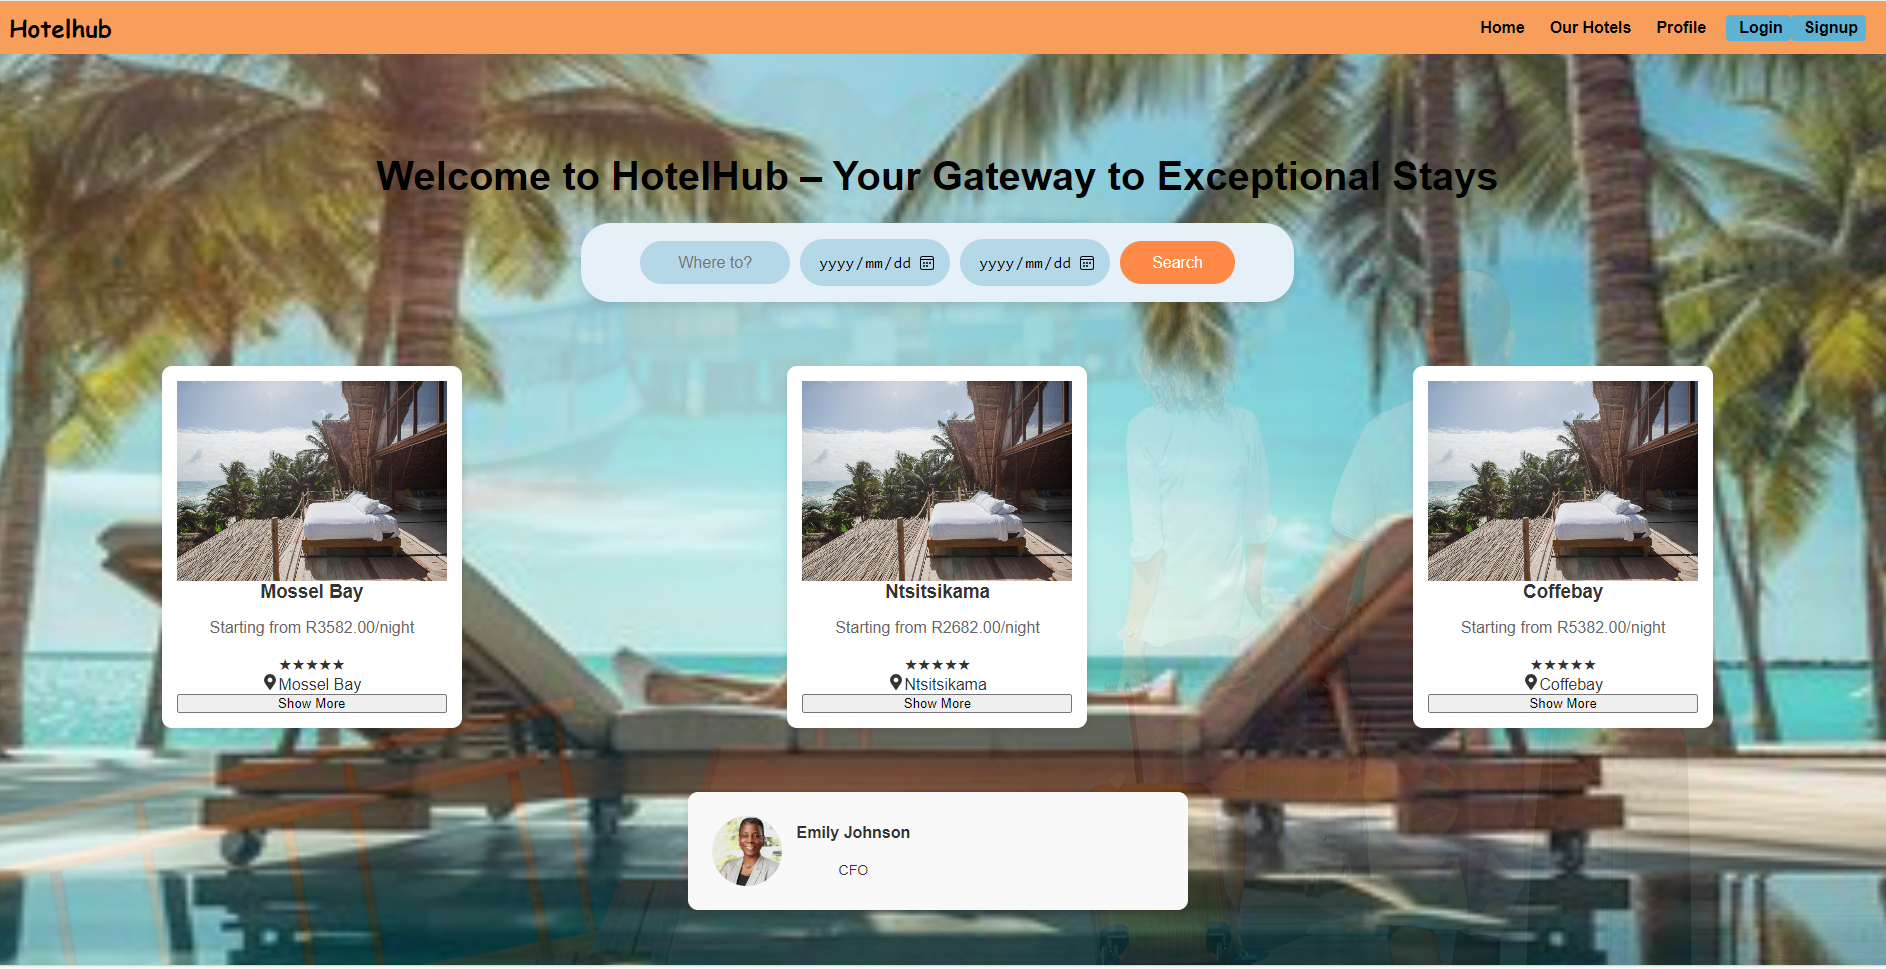 Hotelhub
Home Our Hotels Profile Login Signup
Welcome to HotelHub – Your Gateway to Exceptional Stays
Where to? yyyy/mm/dd yyyy/mm/dd Search
Mossel Bay
Starting from R3582.00/night
★★★★★
Mossel Bay
Show More
Ntsitsikama
Starting from R2682.00/night
★★★★★
Ntsitsikama
Show More
Coffebay
Starting from R5382.00/night
★★★★★
Coffebay
Show More
Emily Johnson
CFO